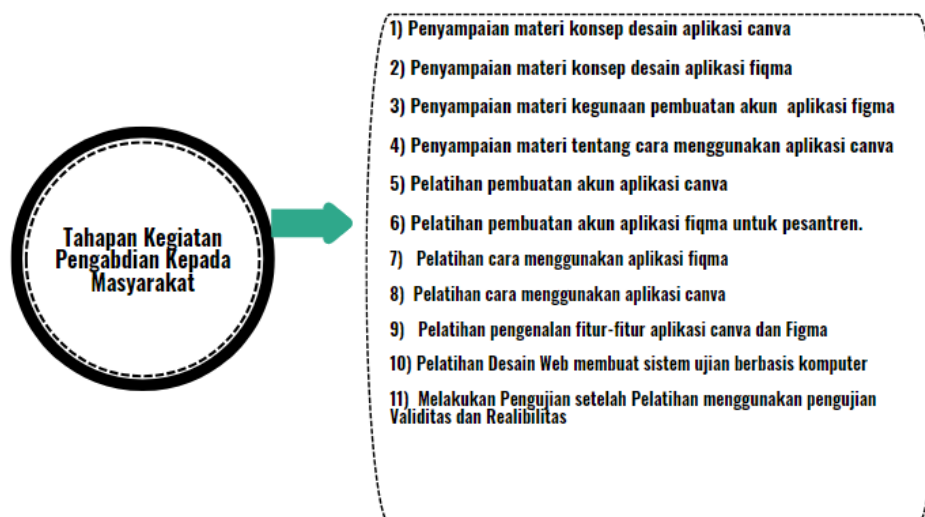 Tahapan Kegiatan
Pengabdian Kepada
Masyarakat
1) Penyampaian materi konsep desain aplikasi canva
2) Penyampaian materi konsep desain aplikasi fiqma
3) Penyampaian materi kegunaan pembuatan akun aplikasi figma
4) Penyampaian materi tentang cara menggunakan aplikasi canva
5) Pelatihan pembuatan akun aplikasi canva
6) Pelatihan pembuatan akun aplikasi fiqma untuk pesantren.
7) Pelatihan cara menggunakan aplikasi fiqma
8) Pelatihan cara menggunakan aplikasi canva
9) Pelatihan pengenalan fitur-fitur aplikasi canva dan Figma
10) Pelatihan Desain Web membuat sistem ujian berbasis komputer
11) Melakukan Pengujian setelah Pelatihan menggunakan pengujian
Validitas dan Realibilitas